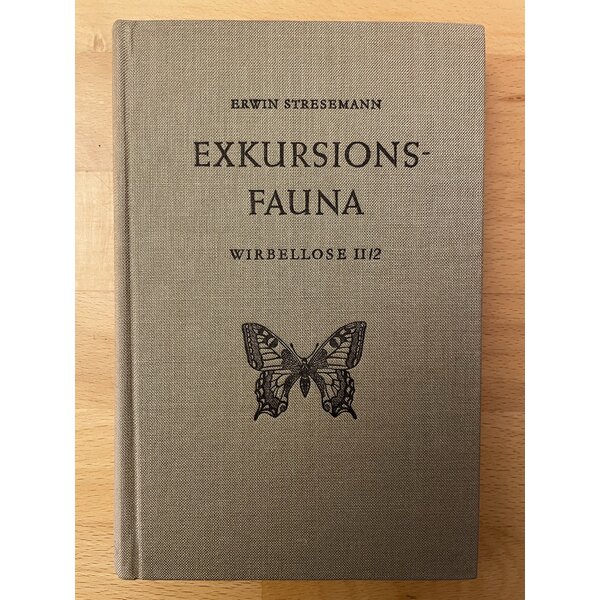 ERWIN STRESEMANN
EXKURSIONS-
FAUNA
WIRBELLOSE II/2